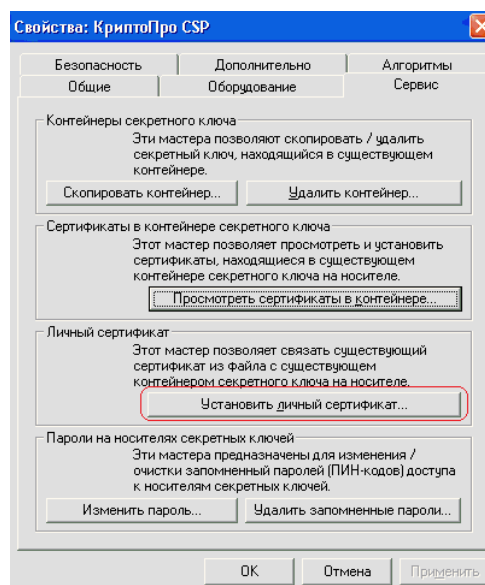 Свойства: КриптоПро CSP
Безопасность Дополнительно Алгоритмы
Общие Оборудование Сервис
Контейнеры секретного ключа
Эти мастера позволяют скопировать / удалить
секретный ключ, находящийся в существующем
контейнере.
Скопировать контейнер... Удалить контейнер...
Сертификаты в контейнере секретного ключа
Этот мастер позволяет просмотреть и установить
сертификаты, находящиеся в существующем
контейнере секретного ключа на носителе.
Просмотреть сертификаты в контейнере...
Личный сертификат
Этот мастер позволяет связать существующий
сертификат из файла с существующем
контейнером секретного ключа на носителе.
Установить личный сертификат...
Пароли на носителях секретных ключей
Эти мастера предназначены для изменения /
очистки запомненный паролей (ПИН-кодов) доступа
к носителям секретных ключей.
Изменить пароль... Удалить запомненные пароли...
OK Отмена Применить